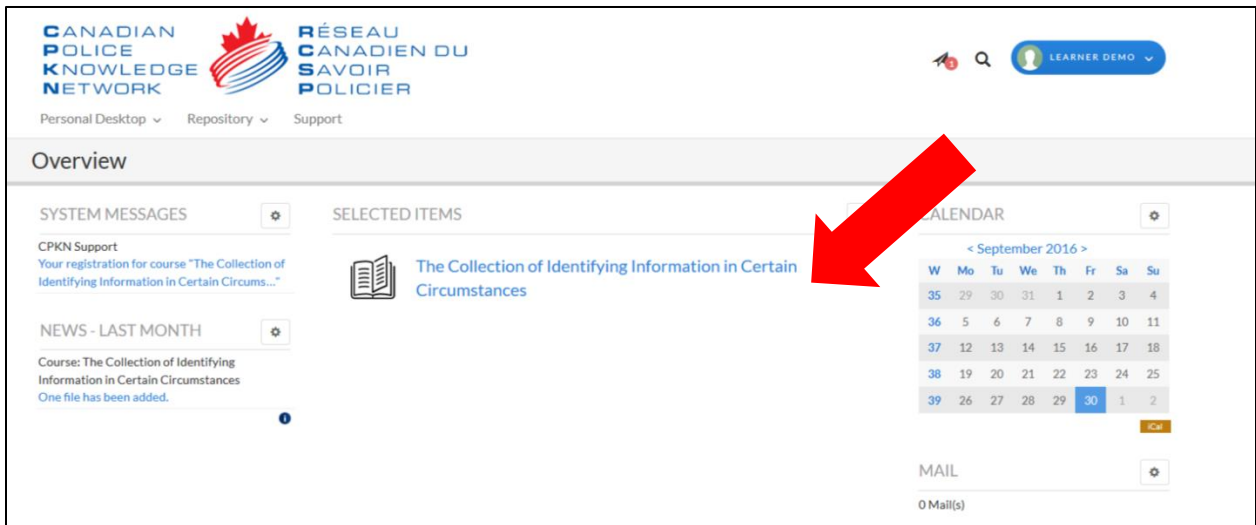 CANADIAN
POLICE
KNOWLEDGE
NETWORK
RÉSEAU
CANADIEN DU
SAVOIR
POLICIER
1
LEARNER DEMO
Personal Desktop
Repository
Support
Overview
SYSTEM MESSAGES
CPKN Support
Your registration for course "The Collection of
Identifying Information in Certain Circums..."
NEWS - LAST MONTH
Course: The Collection of Identifying
Information in Certain Circumstances
One file has been added.
SELECTED ITEMS
The Collection of Identifying Information in Certain
Circumstances
CALENDAR
< September 2016 >
W Mo Tu We Th Fr Sa Su
35 29 30 31 1 2 3 4
36 5 6 7 8 9 10 11
37 12 13 14 15 16 17 18
38 19 20 21 22 23 24 25
39 26 27 28 29 30 1 2
iCal
MAIL
0 Mail(s)